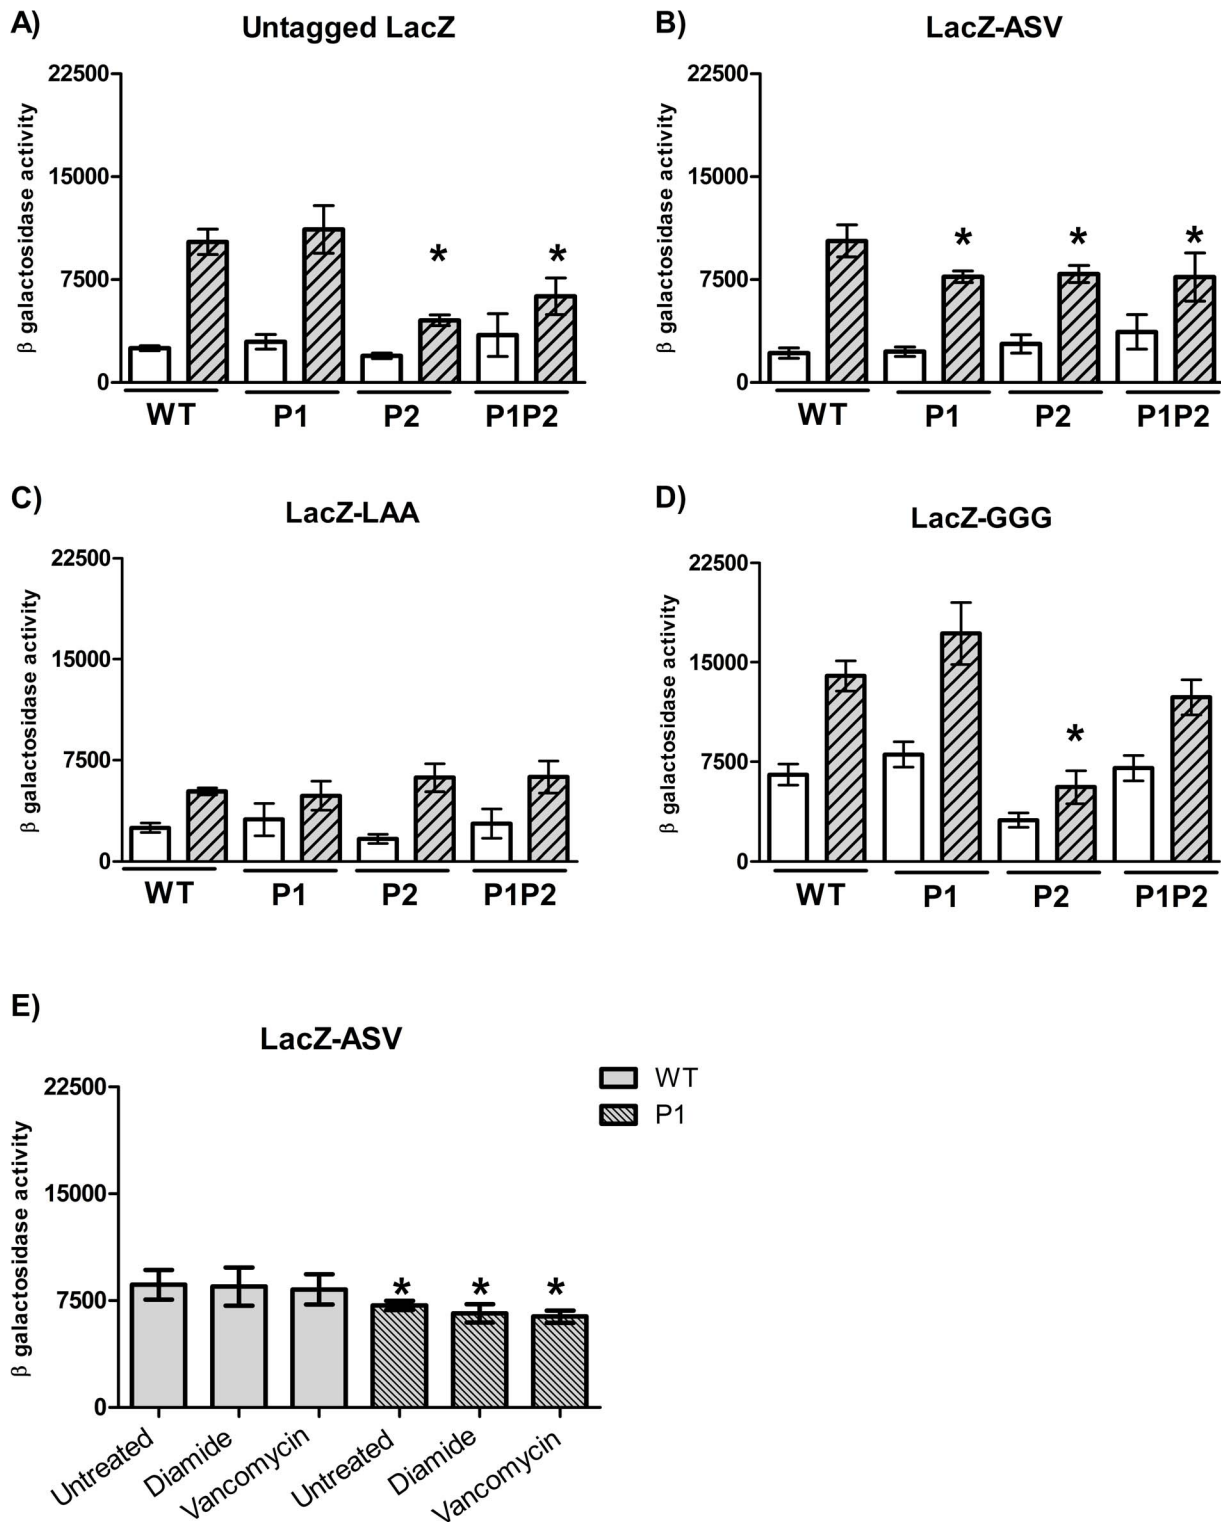 A)
Untagged LacZ
β galactosidase activity
22500
15000
7500
0
* *
WT P1 P2 P1P2
B)
LacZ-ASV
β galactosidase activity
22500
15000
7500
0
* * *
WT P1 P2 P1P2
C)
LacZ-LAA
β galactosidase activity
22500
15000
7500
0
WT P1 P2 P1P2
D)
LacZ-GGG
β galactosidase activity
22500
15000
7500
0
*
WT P1 P2 P1P2
E)
LacZ-ASV
β galactosidase activity
22500
15000
7500
0
* * *
Untreated
Diamide
Vancomycin
Untreated
Diamide
Vancomycin
WT
P1